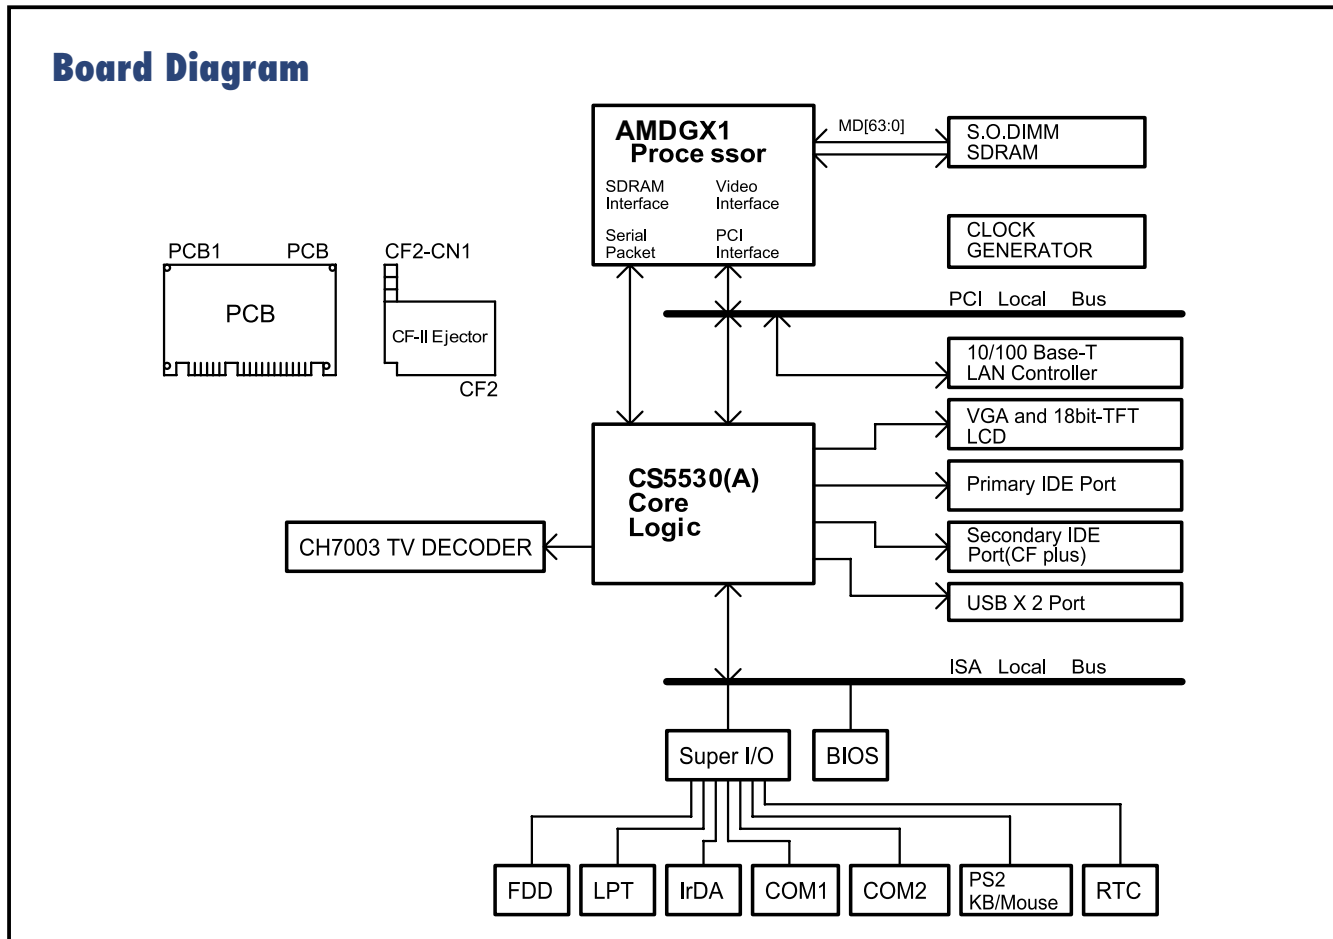 Board Diagram
AMDGX1
Processor
SDRAM
Interface
Video
Interface
Serial
Packet
PCI
Interface
MD[63:0]
S.O.DIMM
SDRAM
CLOCK
GENERATOR
PCI Local Bus
PCB1
PCB
PCB
CF2-CN1
CF-II Ejector
CF2
10/100 Base-T
LAN Controller
VGA and 18bit-TFT
LCD
CS5530(A)
Core
Logic
Primary IDE Port
CH7003 TV DECODER
Secondary IDE
Port(CF plus)
USB X 2 Port
ISA Local Bus
Super I/O
BIOS
FDD
LPT
IrDA
COM1
COM2
PS2
KB/Mouse
RTC